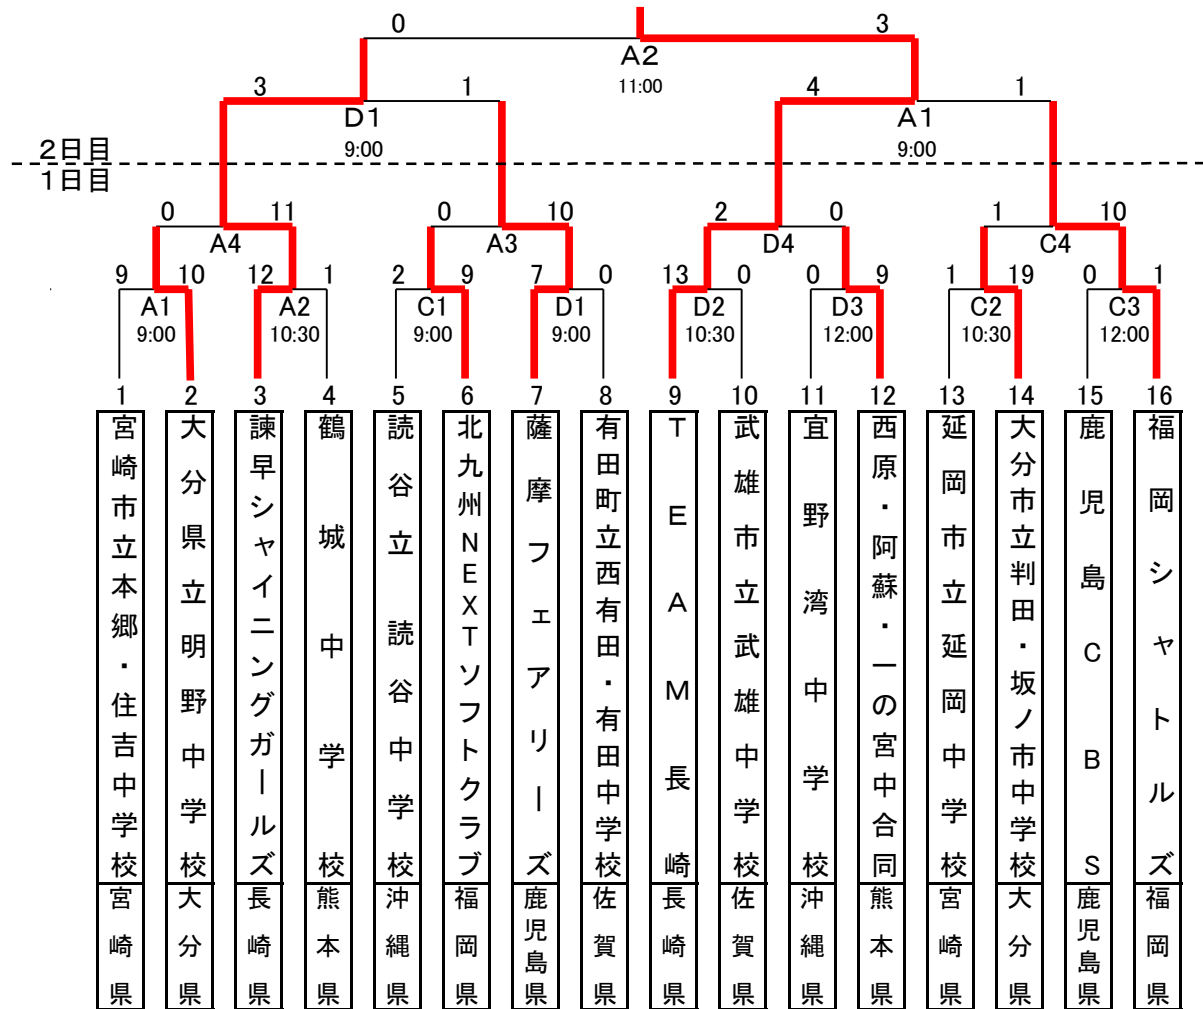 0 3
A2
11:00
3 1 4 1
D1 A1
9:00 9:00
2日目
1日目
0 11 0 10 2 0 1 10
A4 A3 D4 C4
9 10 12 1 2 9 7 0 13 0 0 9 1 19 0 1
A1 A2 C1 D1 D2 D3 C2 C3
9:00 10:30 9:00 9:00 10:30 12:00 10:30 12:00
1 2 3 4 5 6 7 8 9 10 11 12 13 14 15 16
宮崎市立本郷・住吉中学校
大分県立明野中学校
諫早シャイニングガールズ
鶴城中学校
読谷立 読谷中学校
北九州NEXTソフトクラブ
薩摩フェアリーズ
有田町立西有田・有田中学校
TEAM長崎
武雄市立武雄中学校
宜野湾中学校
西原・阿蘇・一の宮中合同
延岡市立延岡中学校
大分市立判田・坂ノ市中学校
鹿児島CBS
福岡シャトルズ
宮崎県
大分県
長崎県
熊本県
沖縄県
福岡県
鹿児島県
佐賀県
長崎県
佐賀県
沖縄県
熊本県
宮崎県
大分県
鹿児島県
福岡県